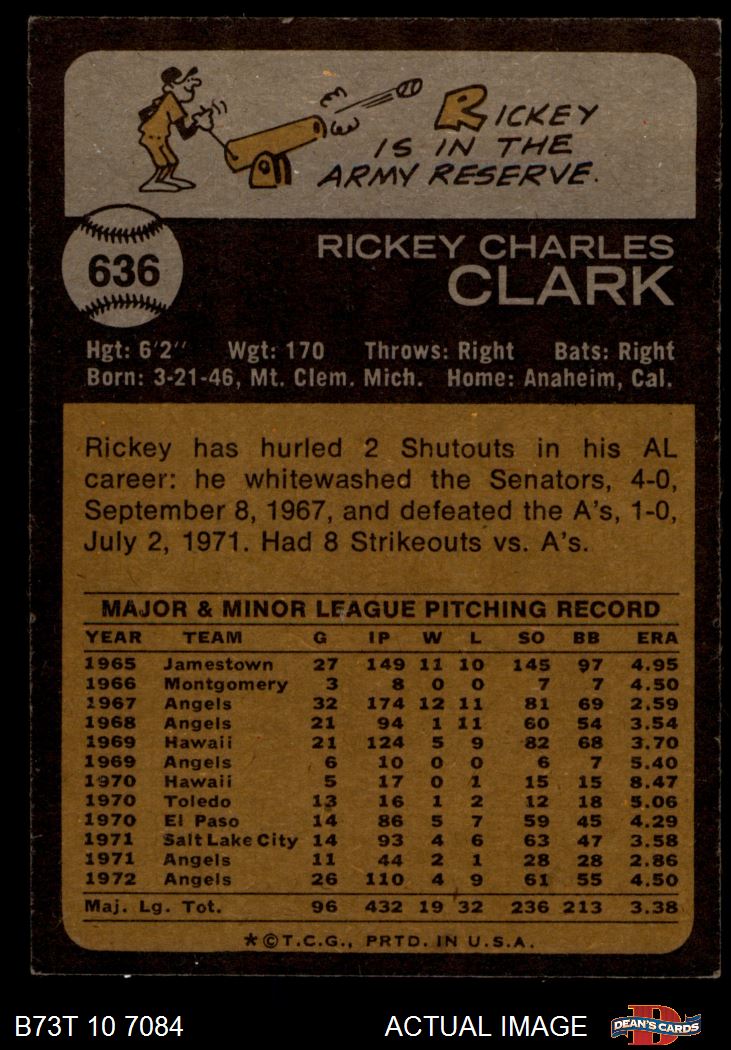 RICKEY
IS IN THE
ARMY RESERVE.
636
RICKEY CHARLES
CLARK
Hgt: 6'2" Wgt: 170 Throws: Right Bats: Right
Born: 3-21-46, Mt. Clem. Mich. Home: Anaheim, Cal.
Rickey has hurled 2 Shutouts in his AL
career: he whitewashed the Senators, 4-0,
September 8, 1967, and defeated the A's, 1-0,
July 2, 1971. Had 8 Strikeouts vs. A's.
MAJOR & MINOR LEAGUE PITCHING RECORD
YEAR TEAM G IP W L SO BB ERA
1965 Jamestown 27 149 11 10 145 97 4.95
1966 Montgomery 3 8 0 0 7 7 4.50
1967 Angels 32 174 12 11 81 69 2.59
1968 Angels 21 94 1 11 60 54 3.54
1969 Hawaii 21 124 5 9 82 68 3.70
1969 Angels 6 10 0 0 6 7 5.40
1970 Hawaii 5 17 0 1 15 15 8.47
1970 Toledo 13 16 1 2 12 18 5.06
1970 El Paso 14 86 5 7 59 45 4.29
1971 Salt Lake City 14 93 4 6 63 47 3.58
1971 Angels 11 44 2 1 28 28 2.86
1972 Angels 26 110 4 9 61 55 4.50
Maj. Lg. Tot. 96 432 19 32 236 213 3.38
*©T.C.G., PRTD. IN U.S.A.
B73T 10 7084 ACTUAL IMAGE DEAN'S CARDS